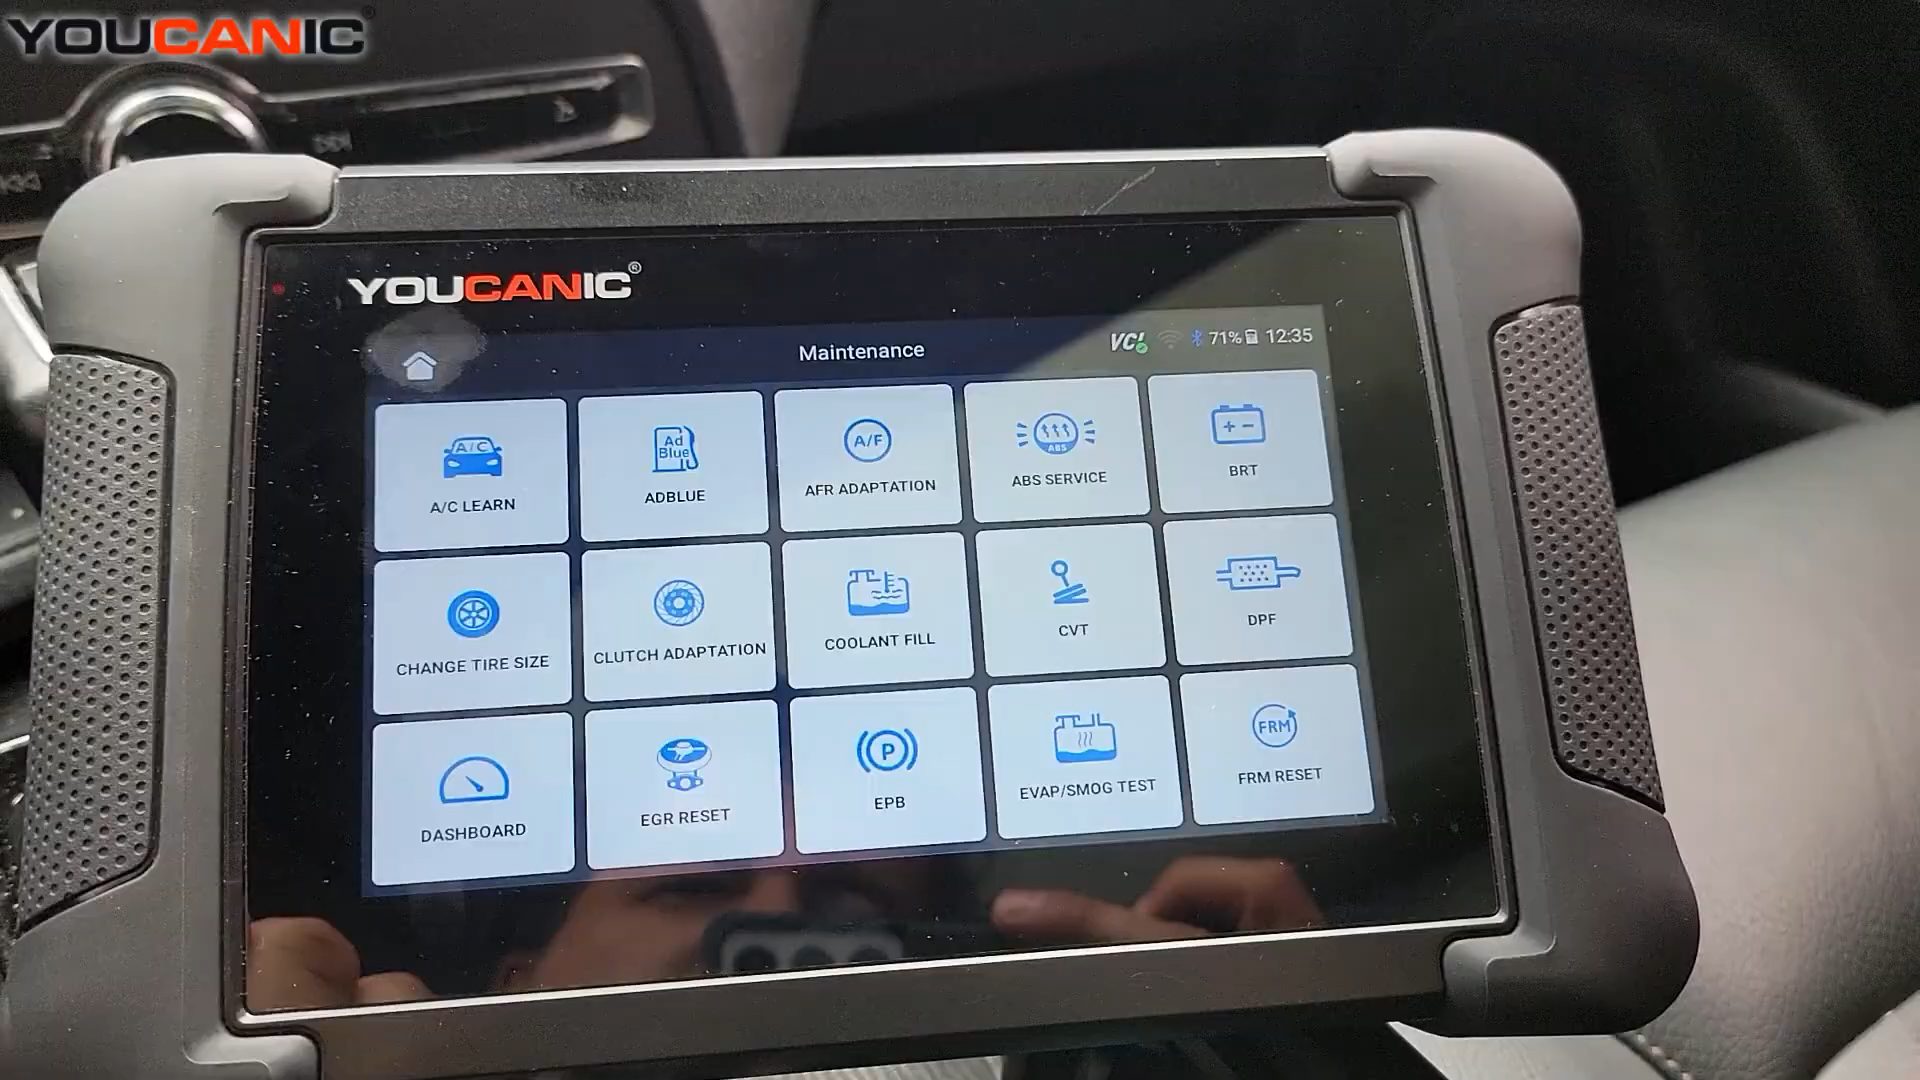 YOUCANIC
YOUCANIC®
Maintenance
VCI 71% 12:35
A/C
A/C LEARN
Ad
Blue
ADBLUE
A/F
AFR ADAPTATION
ABS
ABS SERVICE
+ -
BRT
CHANGE TIRE SIZE
CLUTCH ADAPTATION
COOLANT FILL
CVT
DPF
DASHBOARD
EGR RESET
P
EPB
EVAP/SMOG TEST
FRM
FRM RESET